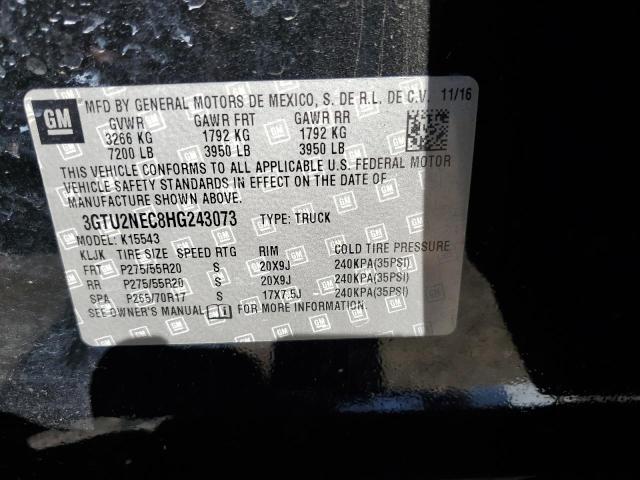 GM
MFD BY GENERAL MOTORS DE MEXICO, S. DE R.L. DE C.V. 11/16
GVWR GAWR FRT GAWR RR
3266 KG 1792 KG 1792 KG
7200 LB 3950 LB 3950 LB
THIS VEHICLE CONFORMS TO ALL APPLICABLE U.S. FEDERAL MOTOR
VEHICLE SAFETY STANDARDS IN EFFECT ON THE DATE OF
MANUFACTURE SHOWN ABOVE.
3GTU2NEC8HG243073 TYPE: TRUCK
MODEL: K15543
KLJK TIRE SIZE SPEED RTG RIM COLD TIRE PRESSURE
FRT P275/55R20 S 20X9J 240KPA(35PSI)
RR P275/55R20 S 20X9J 240KPA(35PSI)
SPA P265/70R17 S 17X7.5J 240KPA(35PSI)
SEE OWNER'S MANUAL FOR MORE INFORMATION.